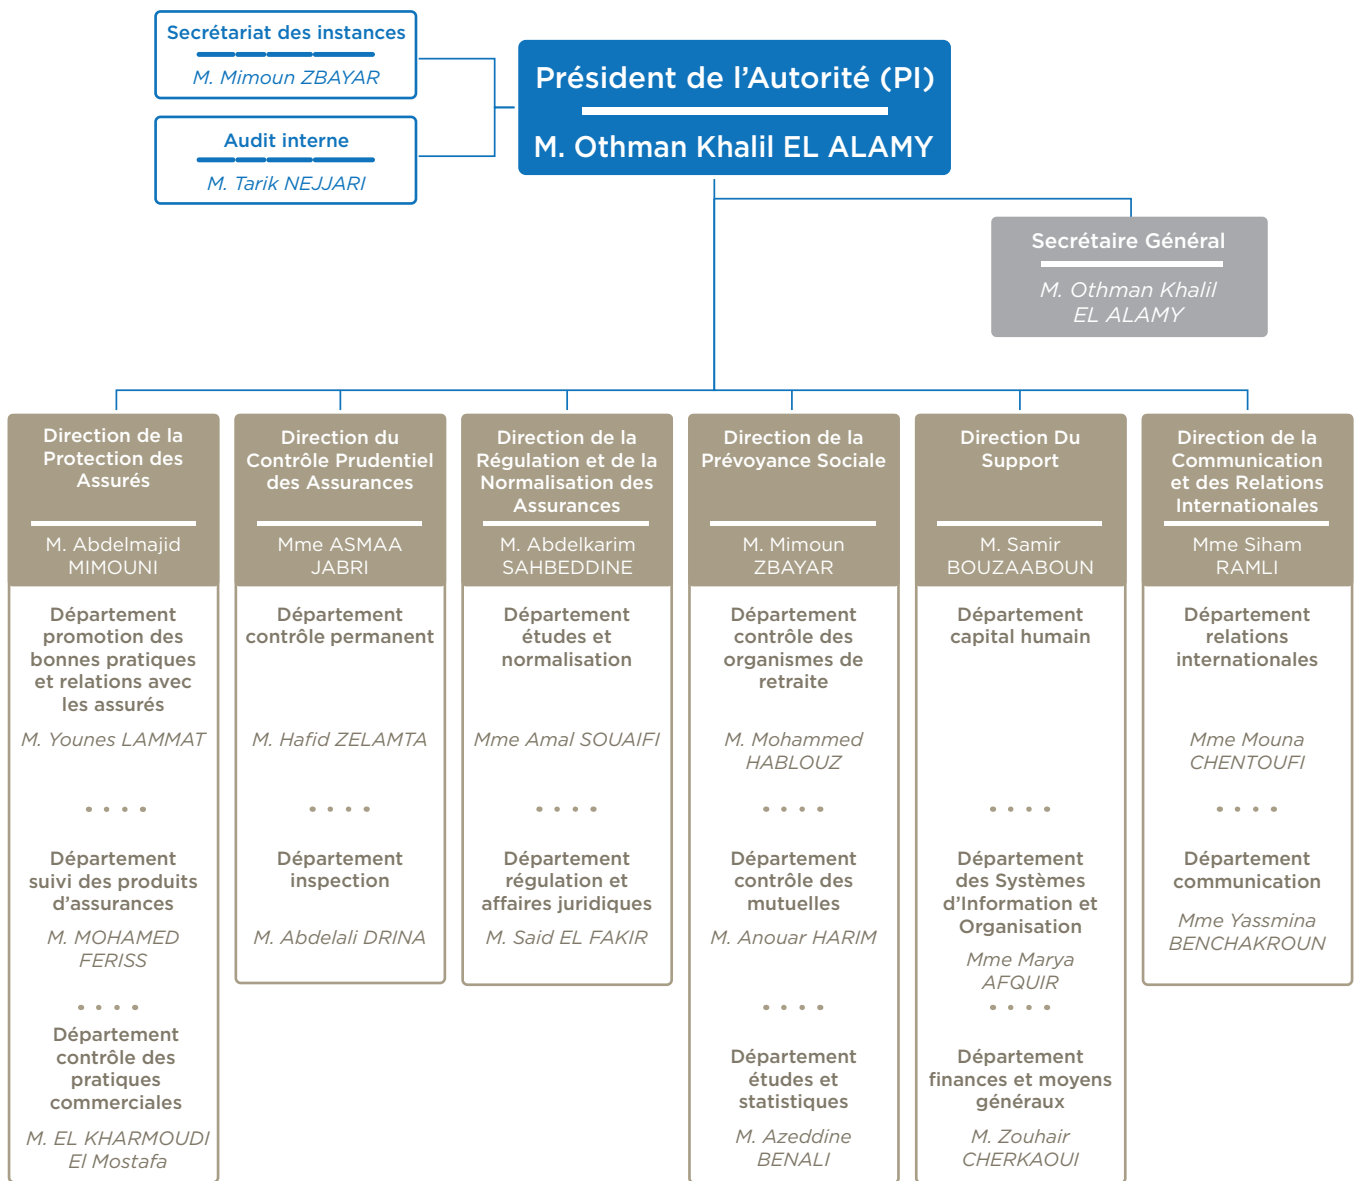 Secrétariat des instances
M. Mimoun ZBAYAR
Audit interne
M. Tarik NEJJARI
Président de l’Autorité (PI)
M. Othman Khalil EL ALAMY
Secrétaire Général
M. Othman Khalil
EL ALAMY
Direction de la
Protection des
Assurés
M. Abdelmajid
MIMOUNI
Département
promotion des
bonnes pratiques
et relations avec
les assurés
M. Younes LAMMAT
Département
suivi des produits
d’assurances
M. MOHAMED
FERISS
Département
contrôle des
pratiques
commerciales
M. EL KHARMOUDI
El Mostafa
Direction du
Contrôle Prudentiel
des Assurances
Mme ASMAA
JABRI
Département
contrôle permanent
M. Hafid ZELAMTA
Département
inspection
M. Abdelali DRINA
Direction de la
Régulation et de la
Normalisation des
Assurances
M. Abdelkarim
SAHBEDDINE
Département
études et
normalisation
Mme Amal SOUAIFI
Département
régulation et
affaires juridiques
M. Said EL FAKIR
Direction de la
Prévoyance Sociale
M. Mimoun
ZBAYAR
Département
contrôle des
organismes de
retraite
M. Mohammed
HABLOUZ
Département
contrôle des
mutuelles
M. Anouar HARIM
Département
études et
statistiques
M. Azeddine
BENALI
Direction Du
Support
M. Samir
BOUZAABOUN
Département
capital humain
Département
des Systèmes
d’Information et
Organisation
Mme Marya
AFQUIR
Département
finances et moyens
généraux
M. Zouhair
CHERKAOUI
Direction de la
Communication
et des Relations
Internationales
Mme Siham
RAMLI
Département
relations
internationales
Mme Mouna
CHENTOUFI
Département
communication
Mme Yassmina
BENCHAKROUN